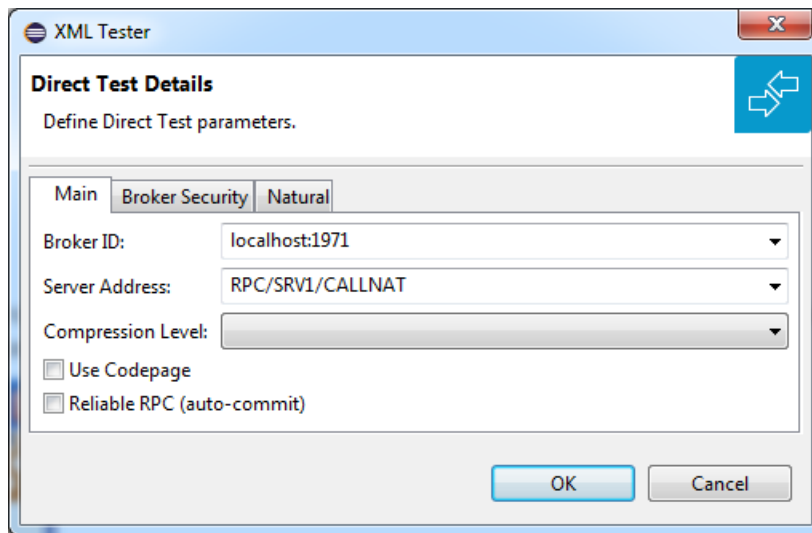 XML Tester
Direct Test Details
Define Direct Test parameters.
Main Broker Security Natural
Broker ID: localhost:1971
Server Address: RPC/SRV1/CALLNAT
Compression Level:
Use Codepage
Reliable RPC (auto-commit)
OK Cancel